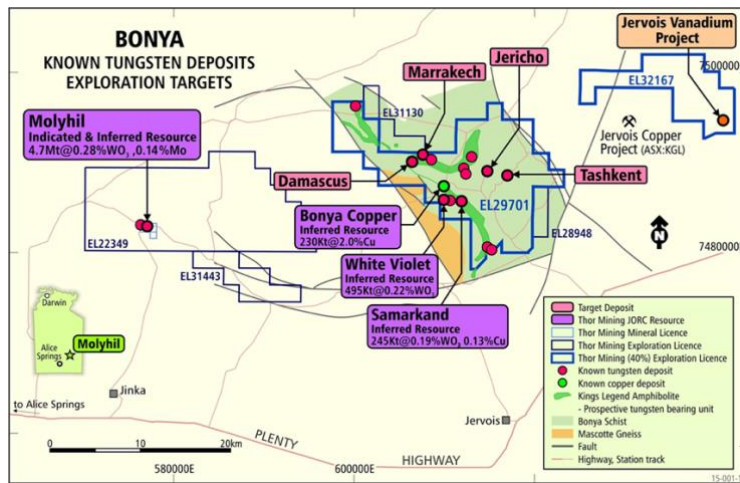 BONYA
KNOWN TUNGSTEN DEPOSITS
EXPLORATION TARGETS
Jervois Vanadium
Project
7500000
EL32167
Jervois Copper
Project (ASX:KGL)
Marrakech
Jericho
EL31130
Molyhil
Indicated & Inferred Resource
4.7Mt@0.28%WO₃ ,0.14%Mo
Damascus
Tashkent
EL29701
Bonya Copper
Inferred Resource
230Kt@2.0%Cu
EL28948
N
7480000
EL22349
EL31443
White Violet
Inferred Resource
495Kt@0.22%WO₃
Samarkand
Inferred Resource
245Kt@0.19%WO₃ 0.13%Cu
Darwin
Alice
Springs
Molyhil
Jinka
to Alice Springs
Jervois
0
10
20km
PLENTY
HIGHWAY
580000E
600000E
Target Deposit
Thor Mining JORC Resource
Thor Mining Mineral Licence
Thor Mining Exploration Licence
Thor Mining (40%) Exploration Licence
Known tungsten deposit
Known copper deposit
Kings Legend Amphibolite
- Prospective tungsten bearing unit
Bonya Schist
Mascotte Gneiss
Fault
Highway, Station track